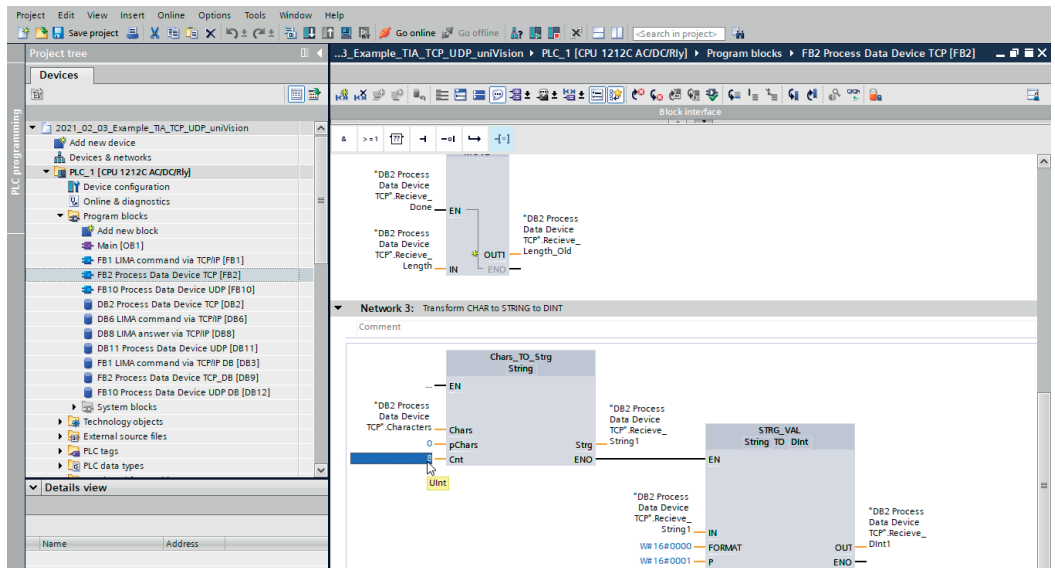 Project Edit View Insert Online Options Tools Window Help
Save project Go online Go offline <Search in project>
Project tree
...3_Example_TIA_TCP_UDP_uniVision ▸ PLC_1 [CPU 1212C AC/DC/Rly] ▸ Program blocks ▸ FB2 Process Data Device TCP [FB2]
Devices
Block interface
PLC programming
2021_02_03_Example_TIA_TCP_UDP_uniVision
Add new device
Devices & networks
PLC_1 [CPU 1212C AC/DC/Rly]
Device configuration
Online & diagnostics
Program blocks
Add new block
Main [OB1]
FB1 LIMA command via TCP/IP [FB1]
FB2 Process Data Device TCP [FB2]
FB10 Process Data Device UDP [FB10]
DB2 Process Data Device TCP [DB2]
DB6 LIMA command via TCP/IP [DB6]
DB8 LIMA answer via TCP/IP [DB8]
DB11 Process Data Device UDP [DB11]
FB1 LIMA command via TCP/IP DB [DB3]
FB2 Process Data Device TCP_DB [DB9]
FB10 Process Data Device UDP DB [DB12]
System blocks
Technology objects
External source files
PLC tags
PLC data types
Details view
Name Address
& >=1 ?? -| -o| -[=]
"DB2 Process
Data Device
TCP".Recieve_
Done
EN
"DB2 Process
Data Device
TCP".Recieve_
Length
IN
OUT1
ENO
"DB2 Process
Data Device
TCP".Recieve_
Length_Old
Network 3: Transform CHAR to STRING to DINT
Comment
Chars_TO_Strg
String
... EN
"DB2 Process
Data Device
TCP".Characters
Chars
0 pChars
8 Cnt
UInt
Strg
ENO
"DB2 Process
Data Device
TCP".Recieve_
String1
STRG_VAL
String TO DInt
EN
"DB2 Process
Data Device
TCP".Recieve_
String1
IN
W#16#0000 FORMAT
W#16#0001 P
OUT
ENO
"DB2 Process
Data Device
TCP".Recieve_
DInt1